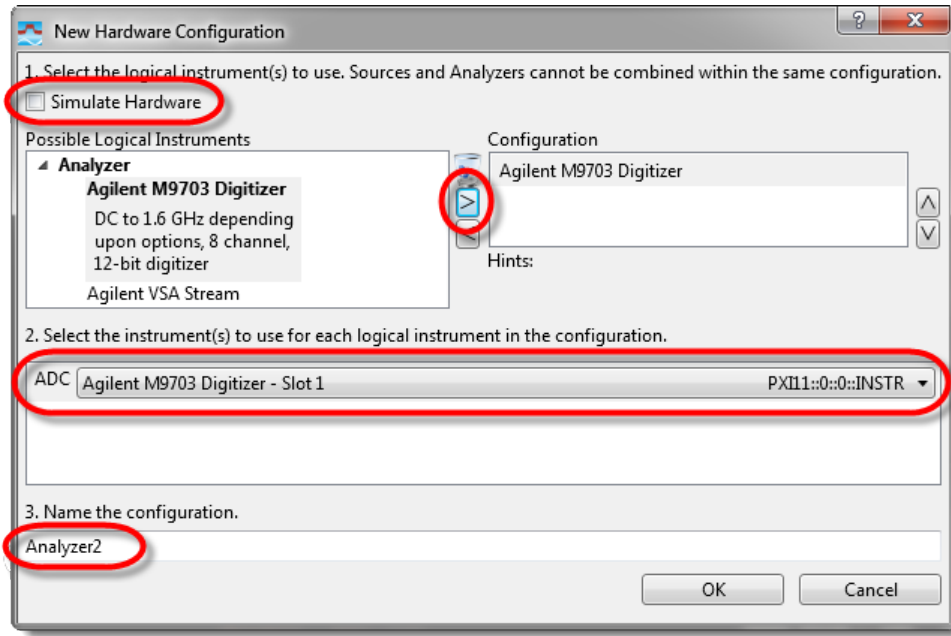 New Hardware Configuration
? X
1. Select the logical instrument(s) to use. Sources and Analyzers cannot be combined within the same configuration.
Simulate Hardware
Possible Logical Instruments
Analyzer
Agilent M9703 Digitizer
DC to 1.6 GHz depending
upon options, 8 channel,
12-bit digitizer
Agilent VSA Stream
>
<
Configuration
Agilent M9703 Digitizer
Hints:
2. Select the instrument(s) to use for each logical instrument in the configuration.
ADC Agilent M9703 Digitizer - Slot 1 PXI11::0::0::INSTR
3. Name the configuration.
Analyzer2
OK Cancel